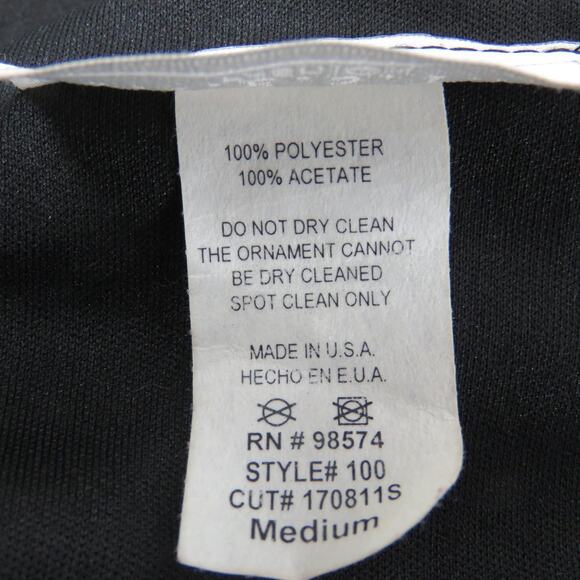 100% POLYESTER
100% ACETATE
DO NOT DRY CLEAN
THE ORNAMENT CANNOT
BE DRY CLEANED
SPOT CLEAN ONLY
MADE IN U.S.A.
HECHO EN E.U.A.
RN # 98574
STYLE# 100
CUT# 170811S
Medium